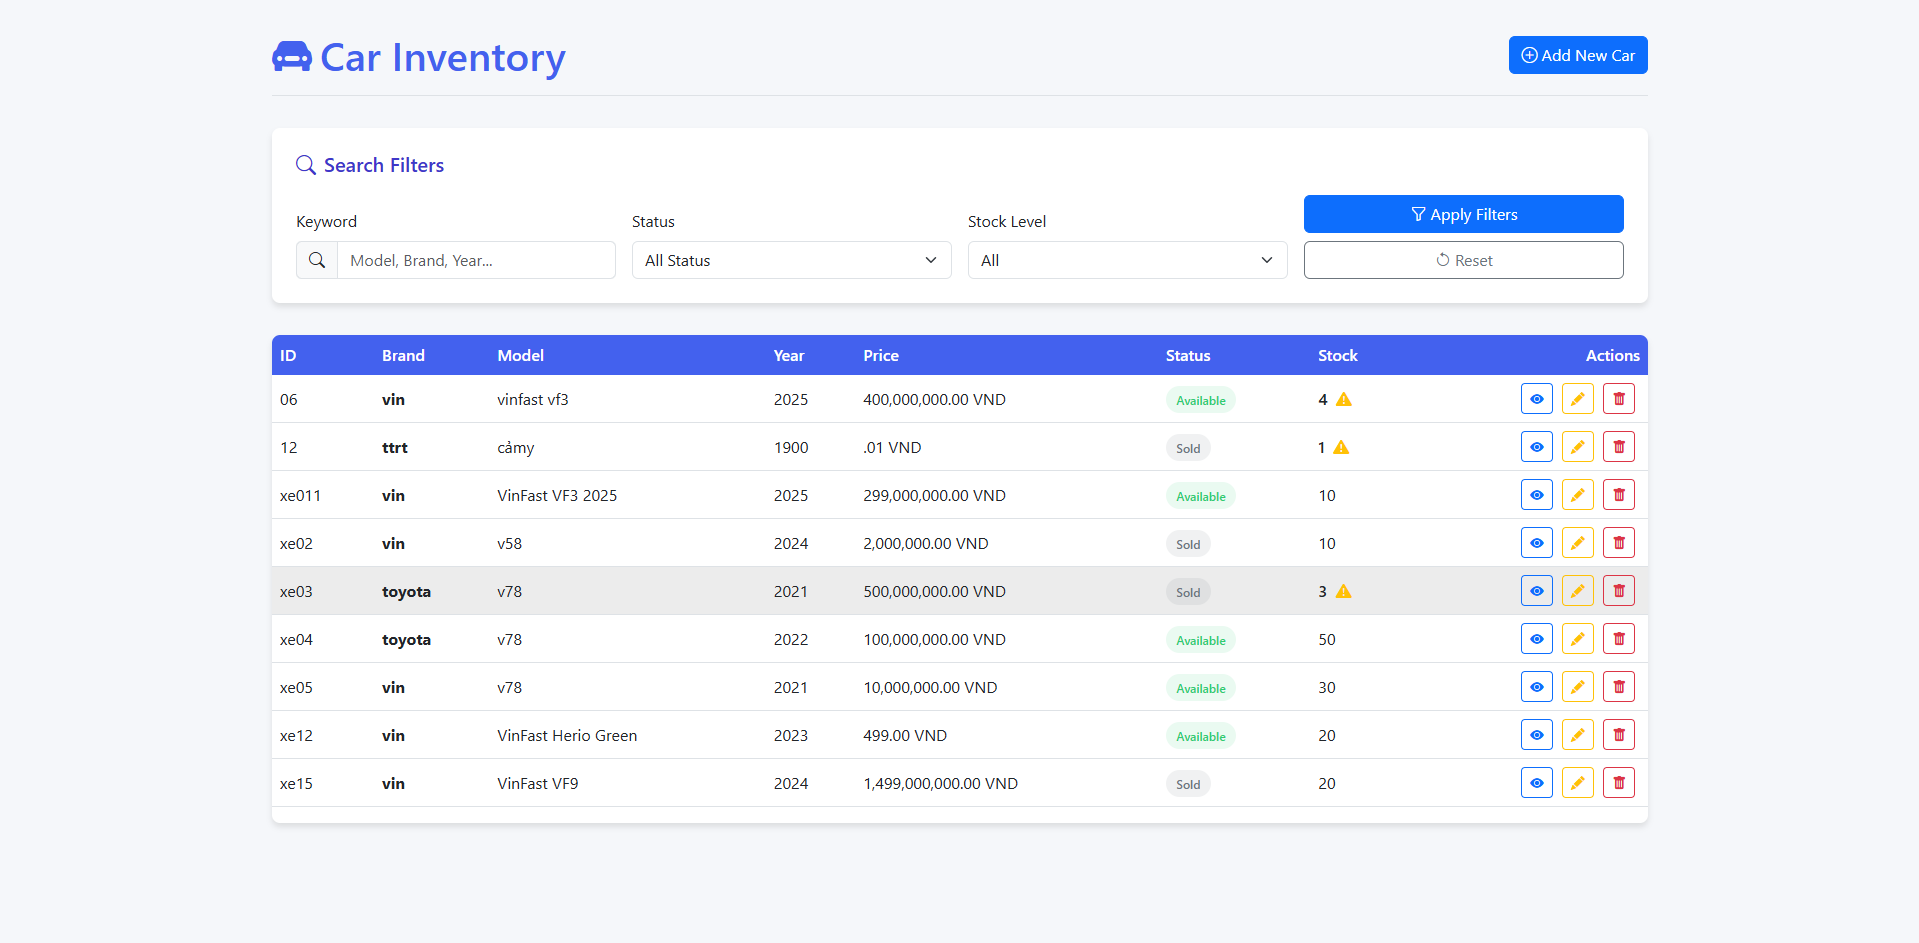 Car Inventory
Add New Car
Search Filters
Keyword
Status
Stock Level
Apply Filters
Model, Brand, Year...
All Status
All
Reset
ID Brand Model Year Price Status Stock Actions
06 vin vinfast vf3 2025 400,000,000.00 VND Available 4
12 ttrt cảmy 1900 .01 VND Sold 1
xe011 vin VinFast VF3 2025 2025 299,000,000.00 VND Available 10
xe02 vin v58 2024 2,000,000.00 VND Sold 10
xe03 toyota v78 2021 500,000,000.00 VND Sold 3
xe04 toyota v78 2022 100,000,000.00 VND Available 50
xe05 vin v78 2021 10,000,000.00 VND Available 30
xe12 vin VinFast Herio Green 2023 499.00 VND Available 20
xe15 vin VinFast VF9 2024 1,499,000,000.00 VND Sold 20